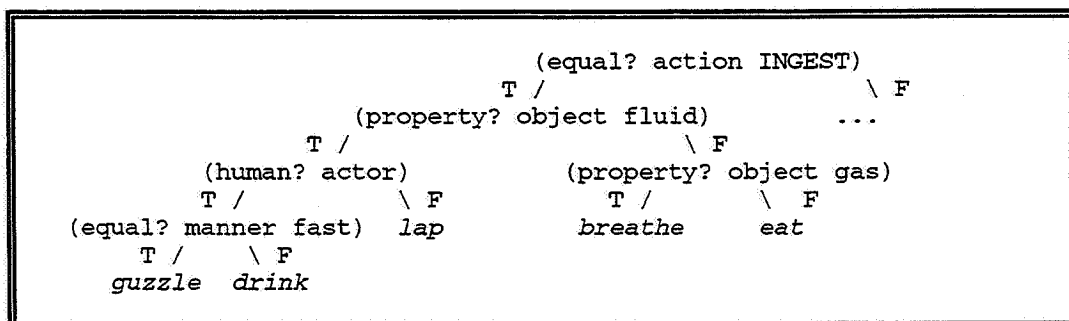 (equal? action INGEST)
T / \ F
(property? object fluid) ...
T / \ F
(human? actor) (property? object gas)
T / \ F T / \ F
(equal? manner fast) lap breathe eat
T / \ F
guzzle drink